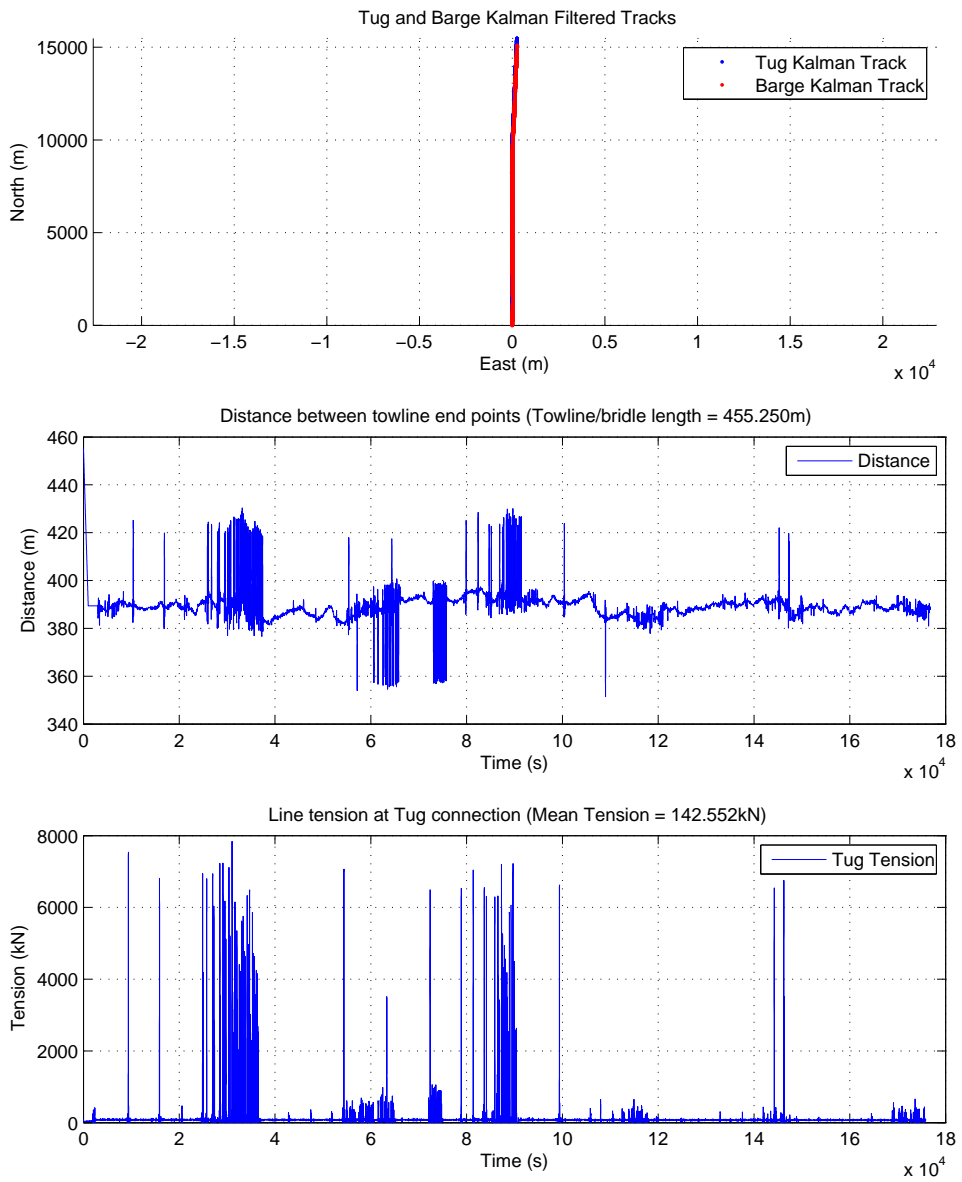 Tug and Barge Kalman Filtered Tracks
15000
10000
5000
0
North (m)
Tug Kalman Track
Barge Kalman Track
−2 −1.5 −1 −0.5 0 0.5 1 1.5 2
East (m)
x 10^4
Distance between towline end points (Towline/bridle length = 455.250m)
460
440
420
400
380
360
340
Distance (m)
Distance
0 2 4 6 8 10 12 14 16 18
Time (s)
x 10^4
Line tension at Tug connection (Mean Tension = 142.552kN)
8000
6000
4000
2000
0
Tension (kN)
Tug Tension
0 2 4 6 8 10 12 14 16 18
Time (s)
x 10^4